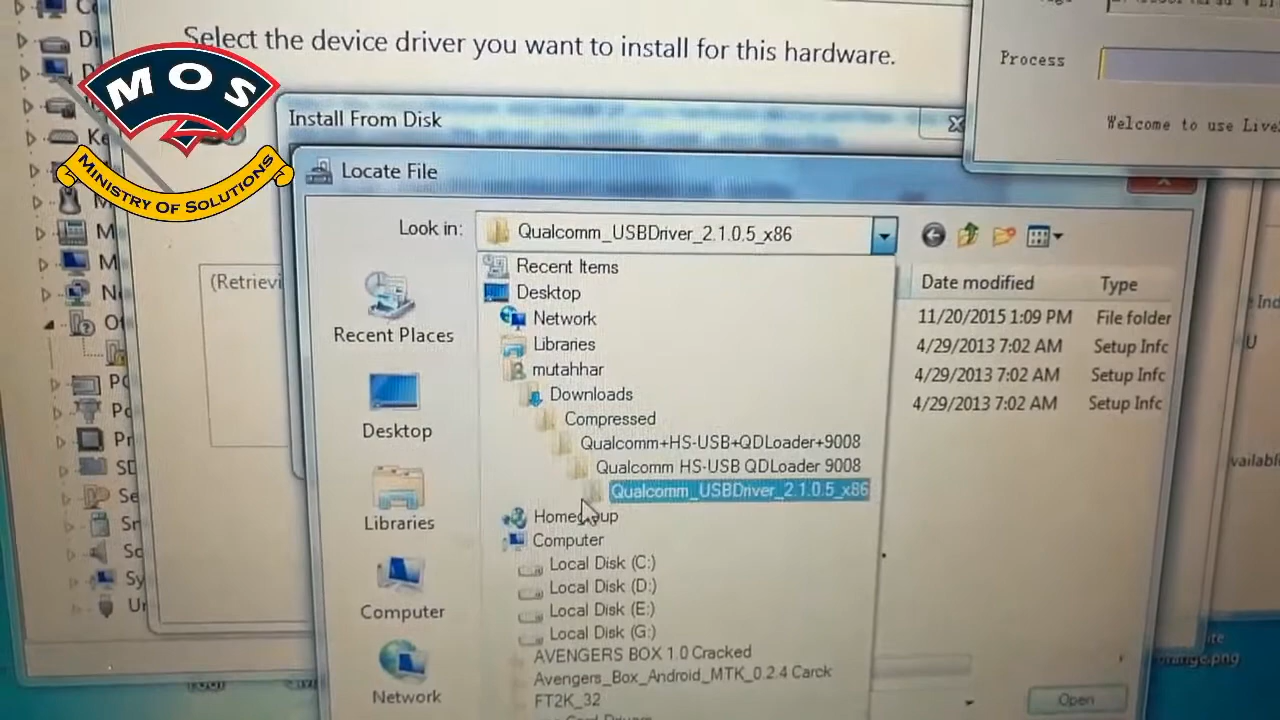 Select the device driver you want to install for this hardware.
Process
Welcome to use Live
MOS
MINISTRY OF SOLUTIONS
Install From Disk
Locate File
Look in:
Qualcomm_USBDriver_2.1.0.5_x86
Recent Items
Desktop
Network
Libraries
mutahhar
Downloads
Compressed
Qualcomm+HS-USB+QDLoader+9008
Qualcomm HS-USB QDLoader 9008
Qualcomm_USBDriver_2.1.0.5_x86
Computer
Local Disk (C:)
Local Disk (D:)
Local Disk (E:)
Local Disk (G:)
AVENGERS BOX 1.0 Cracked
Avengers_Box_Android_MTK_0.2.4 Carck
FT2K_32
Recent Places
Desktop
Libraries
Computer
Network
Date modified Type
11/20/2015 1:09 PM File folder
4/29/2013 7:02 AM Setup Infc
4/29/2013 7:02 AM Setup Infc
4/29/2013 7:02 AM Setup Infc
(Retrievi
Open